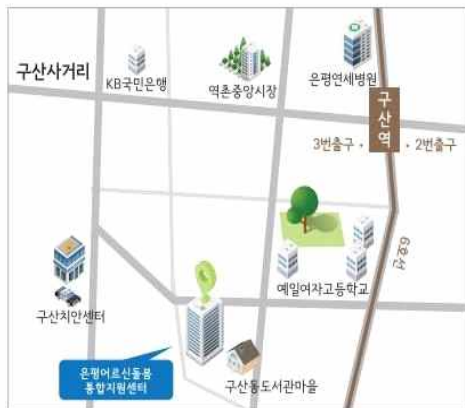 구산사거리
KB국민은행
역촌중앙시장
은평연세병원
구산역
3번출구
2번출구
6호선
예일여자고등학교
구산치안센터
은평어르신돌봄
통합지원센터
구산동도서관마을